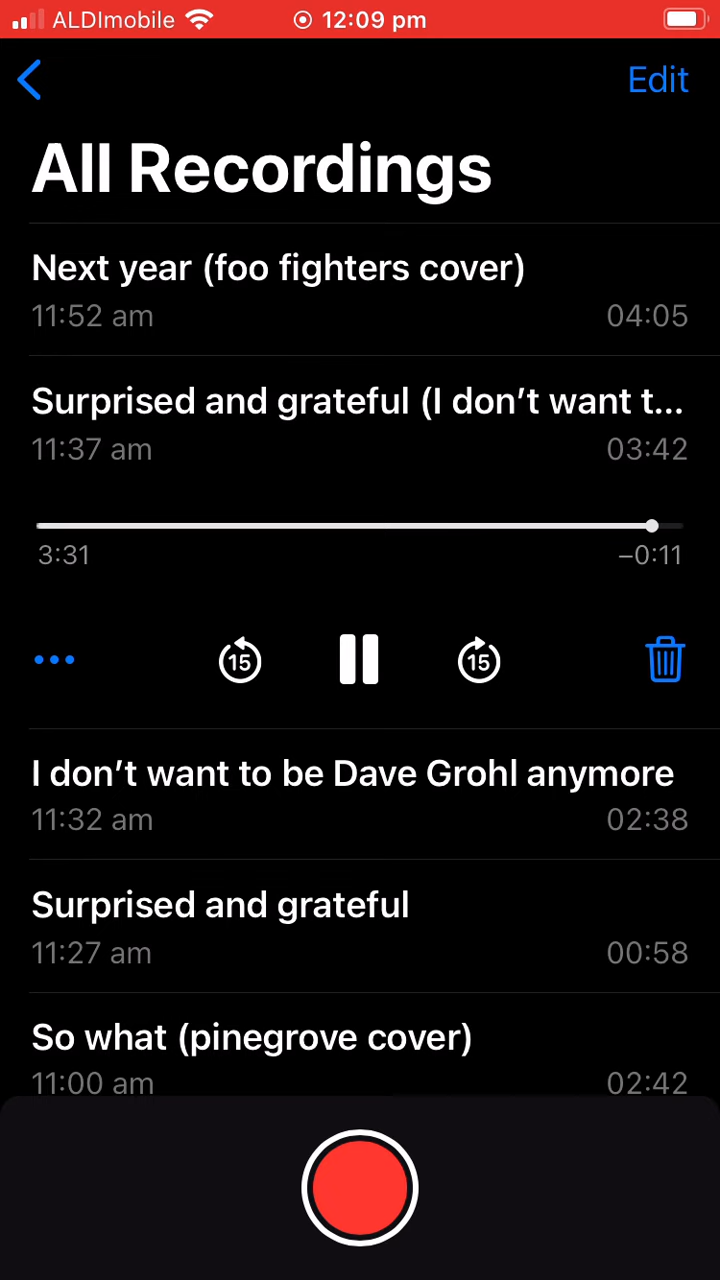 ALDImobile 12:09 pm
Edit
All Recordings
Next year (foo fighters cover)
11:52 am 04:05
Surprised and grateful (I don’t want t...
11:37 am 03:42
3:31 –0:11
15 15
I don’t want to be Dave Grohl anymore
11:32 am 02:38
Surprised and grateful
11:27 am 00:58
So what (pinegrove cover)
11:00 am 02:42